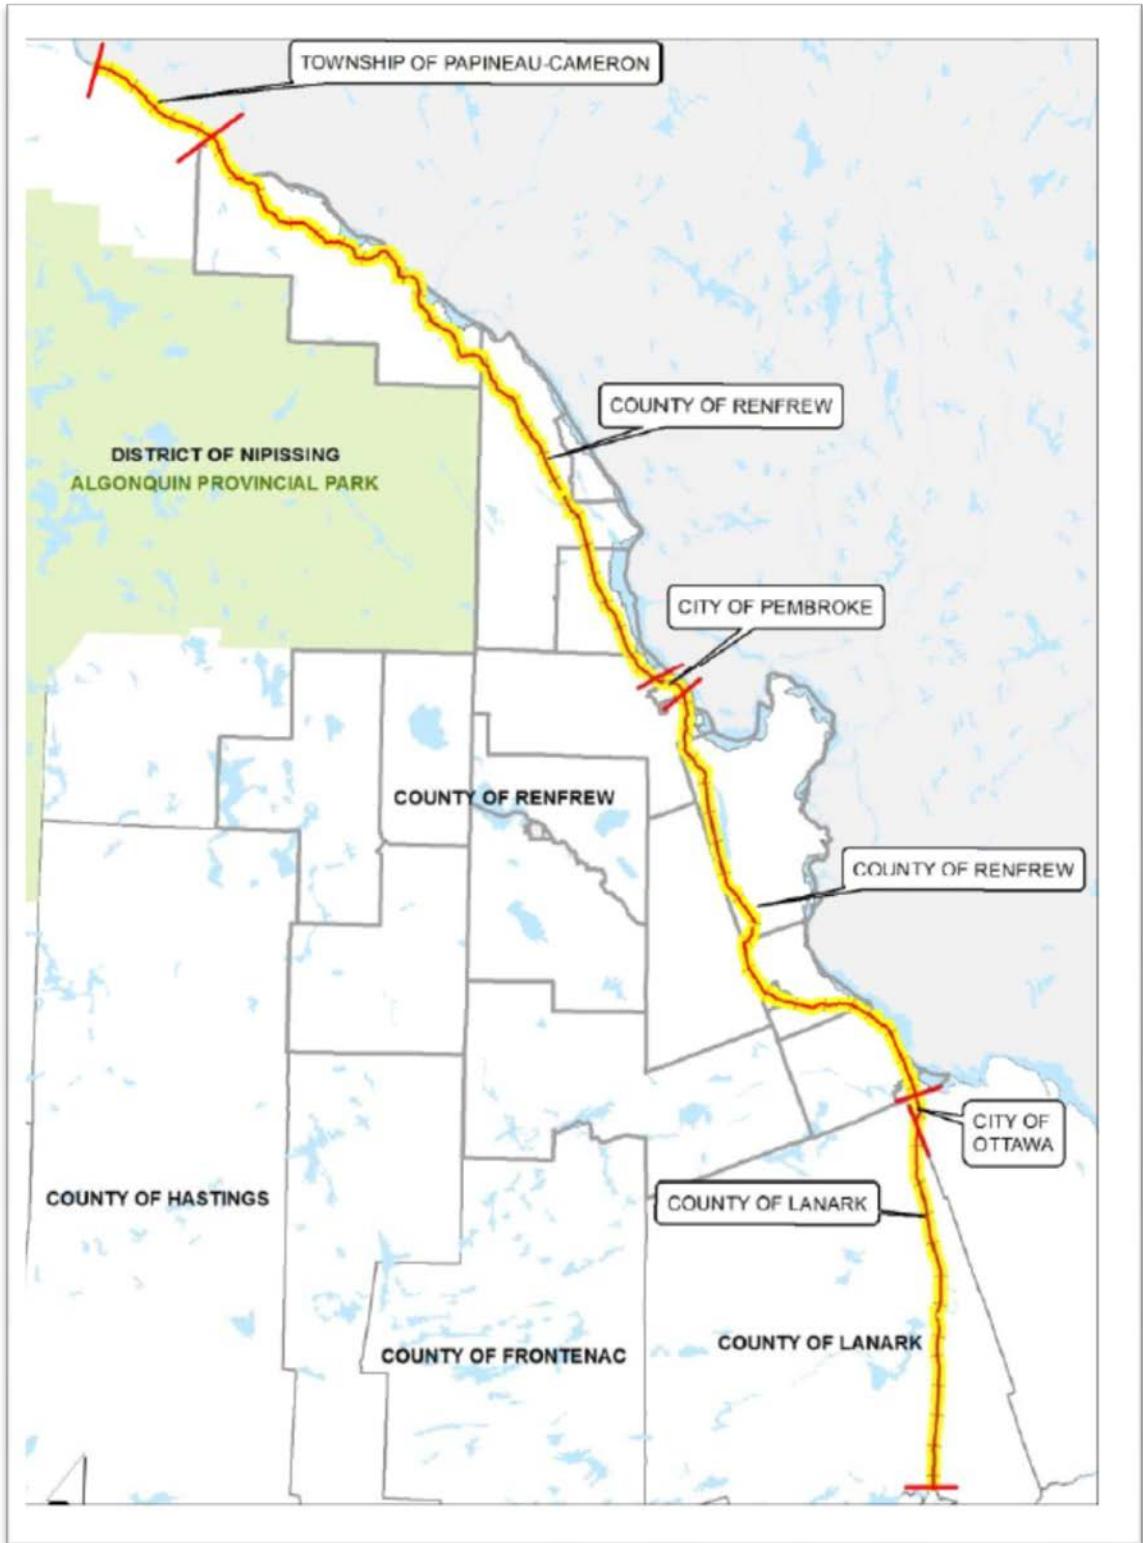 TOWNSHIP OF PAPINEAU-CAMERON
COUNTY OF RENFREW
DISTRICT OF NIPISSING
ALGONQUIN PROVINCIAL PARK
CITY OF PEMBROKE
COUNTY OF RENFREW
COUNTY OF RENFREW
CITY OF
OTTAWA
COUNTY OF HASTINGS
COUNTY OF LANARK
COUNTY OF LANARK
COUNTY OF FRONTENAC